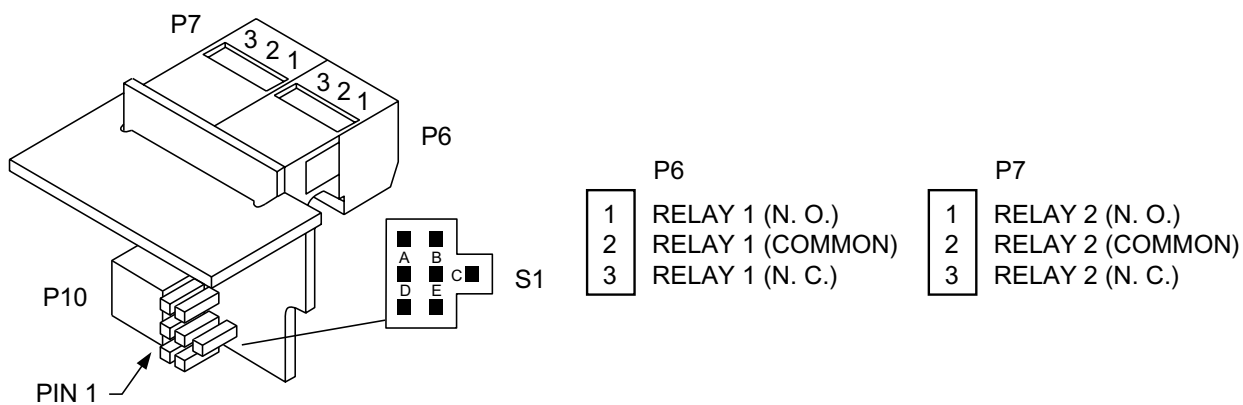 P7
3 2 1
3 2 1
P6
A B
C
D E
S1
P10
PIN 1
P6
1 RELAY 1 (N. O.)
2 RELAY 1 (COMMON)
3 RELAY 1 (N. C.)
P7
1 RELAY 2 (N. O.)
2 RELAY 2 (COMMON)
3 RELAY 2 (N. C.)